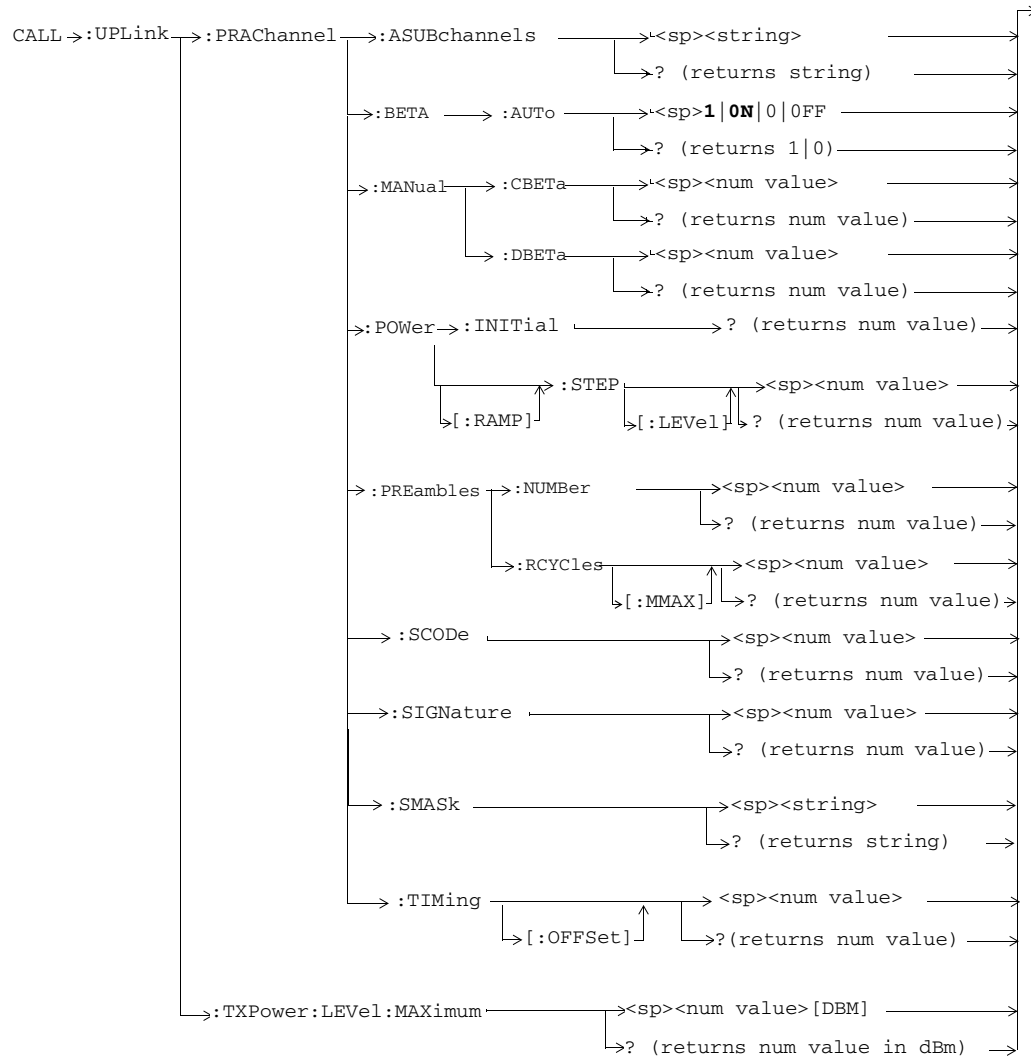 CALL :UPLink :PRAChannel :ASUBchannels <sp><string>
? (returns string)
:BETA :AUTo <sp>1|0N|0|0FF
? (returns 1|0)
:MANual :CBETa <sp><num value>
? (returns num value)
:DBETa <sp><num value>
? (returns num value)
:POWer :INITial ? (returns num value)
:STEP <sp><num value>
[:RAMP] [:LEVel] ? (returns num value)
:PREambles :NUMBer <sp><num value>
? (returns num value)
:RCYCles <sp><num value>
[:MMAX] ? (returns num value)
:SCODe <sp><num value>
? (returns num value)
:SIGNature <sp><num value>
? (returns num value)
:SMASk <sp><string>
? (returns string)
:TIMing <sp><num value>
[:OFFSet] ?(returns num value)
:TXPower:LEVel:MAXimum <sp><num value>[DBM]
? (returns num value in dBm)